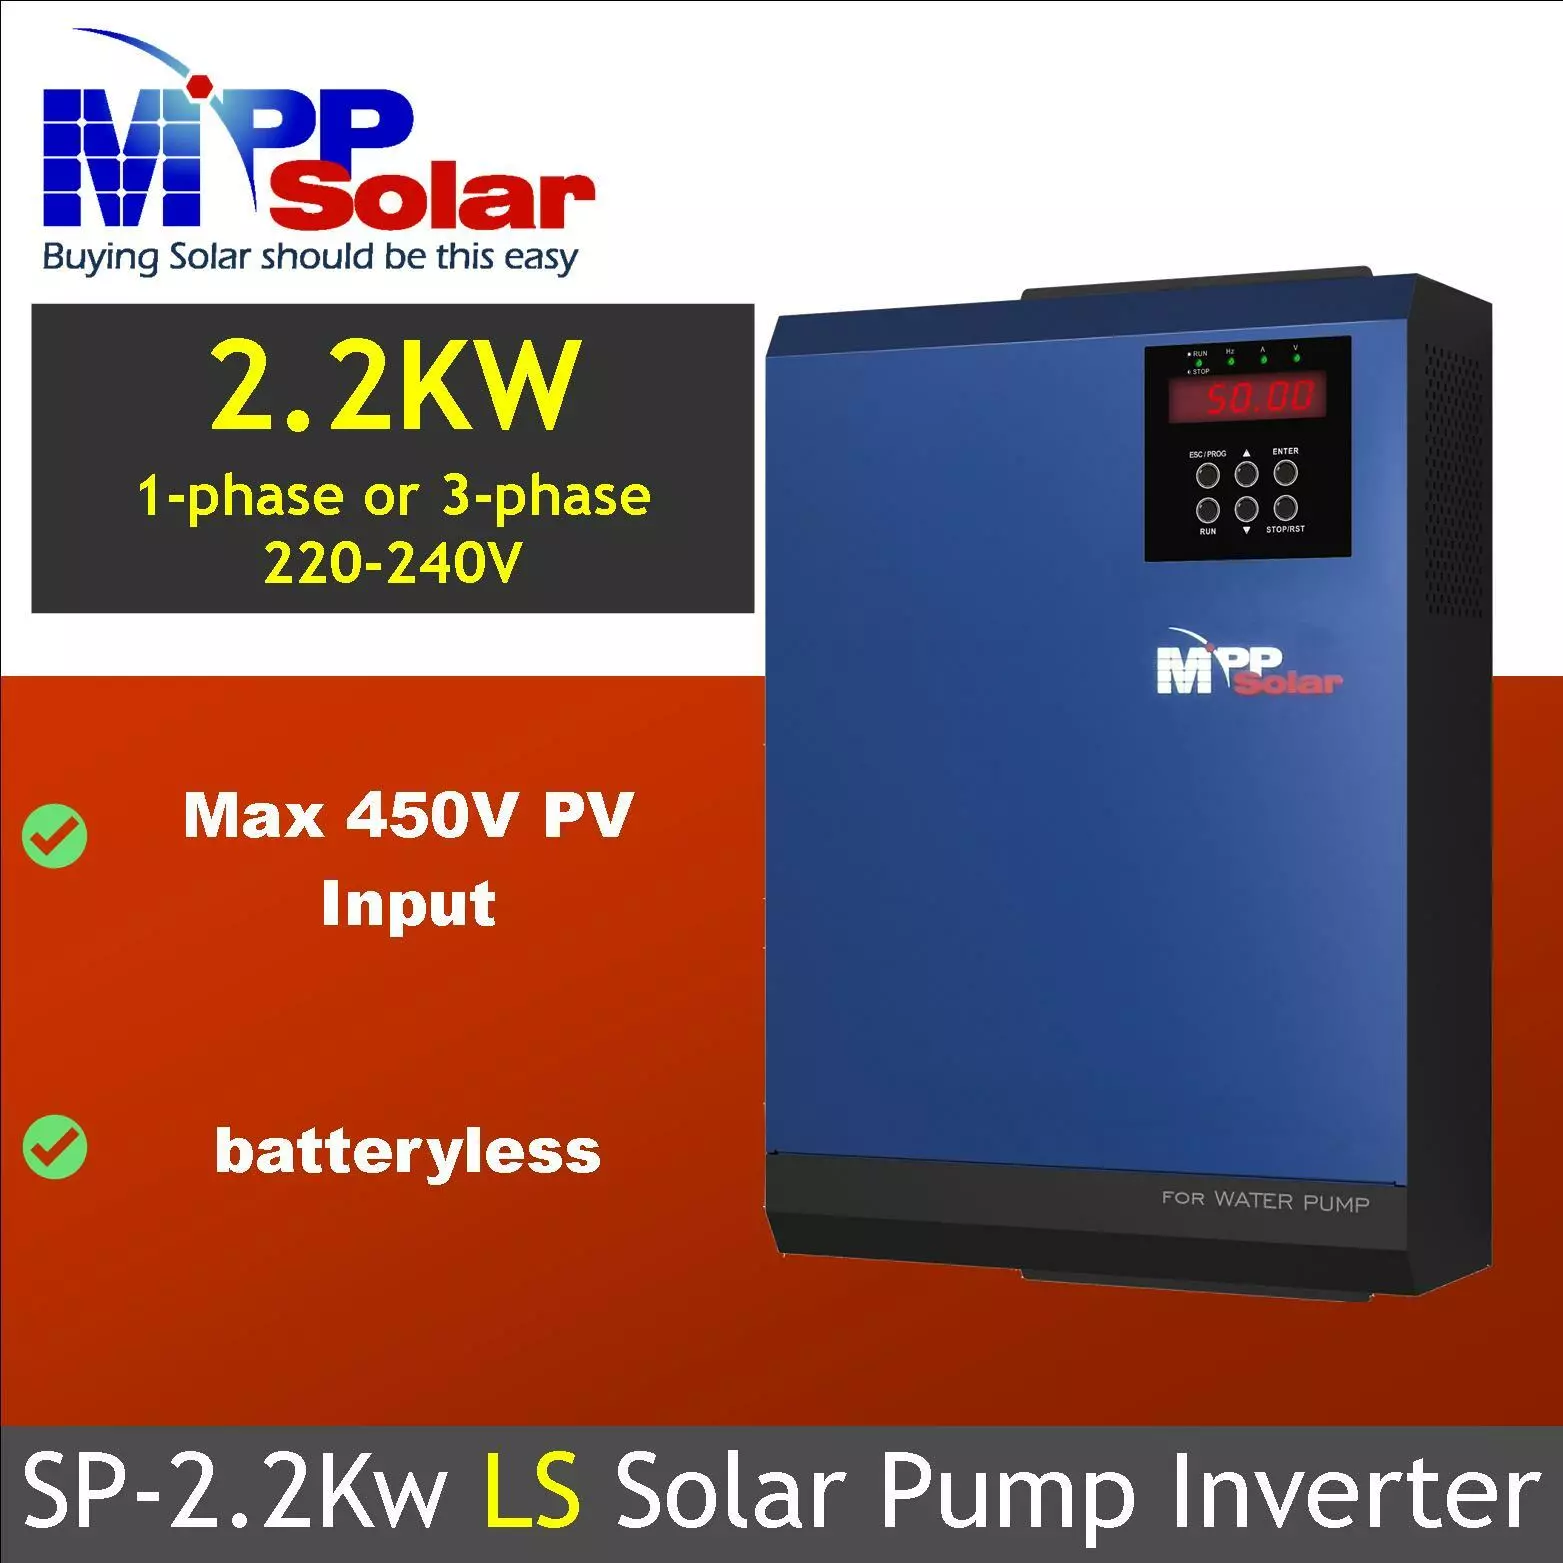 MPP
Solar
Buying Solar should be this easy
2.2KW
1-phase or 3-phase
220-240V
RUN Hz A V
STOP
50.00
ESC/PROG ▲ ENTER
RUN ▼ STOP/RST
MPP
Solar
Max 450V PV
Input
batteryless
FOR WATER PUMP
SP-2.2Kw LS Solar Pump Inverter